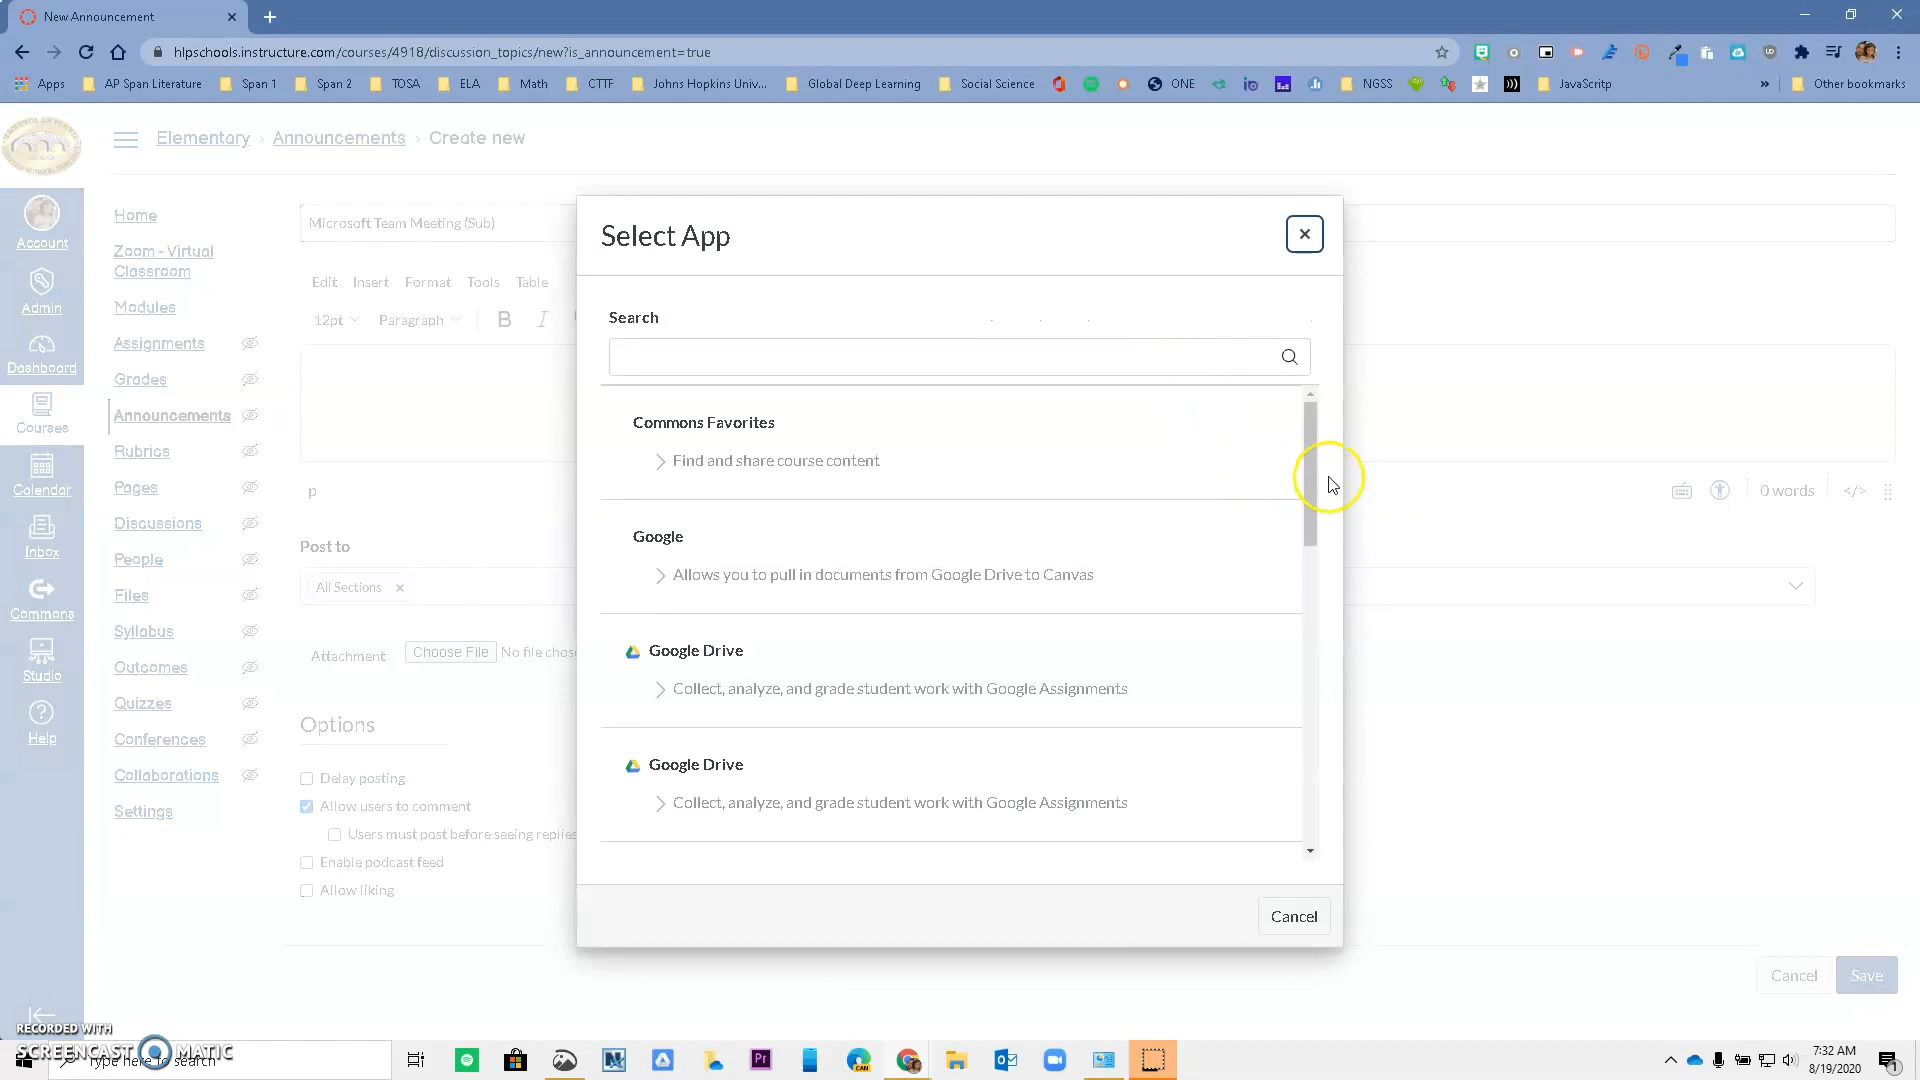 New Announcement
hlpschools.instructure.com/courses/4918/discussion_topics/new?is_announcement=true
Apps AP Span Literature Span 1 Span 2 TOSA ELA Math CTTF Johns Hopkins Univ... Global Deep Learning Social Science ONE NGSS JavaScritp » Other bookmarks
Elementary › Announcements › Create new
Account
Admin
Dashboard
Courses
Calendar
Inbox
Commons
Studio
Help
Home
Zoom - Virtual
Classroom
Modules
Assignments
Grades
Announcements
Rubrics
Pages
Discussions
People
Files
Syllabus
Outcomes
Quizzes
Conferences
Collaborations
Settings
Microsoft Team Meeting (Sub)
Edit Insert Format Tools Table
12pt Paragraph B I
p
0 words </>
Post to
All Sections
Attachment Choose File No file
Options
Delay posting
Allow users to comment
Users must post before seeing replies
Enable podcast feed
Allow liking
Cancel Save
Select App
Search
Commons Favorites
Find and share course content
Google
Allows you to pull in documents from Google Drive to Canvas
Google Drive
Collect, analyze, and grade student work with Google Assignments
Google Drive
Collect, analyze, and grade student work with Google Assignments
Cancel
RECORDED WITH
SCREENCAST MATIC
Type here to search
7:32 AM
8/19/2020